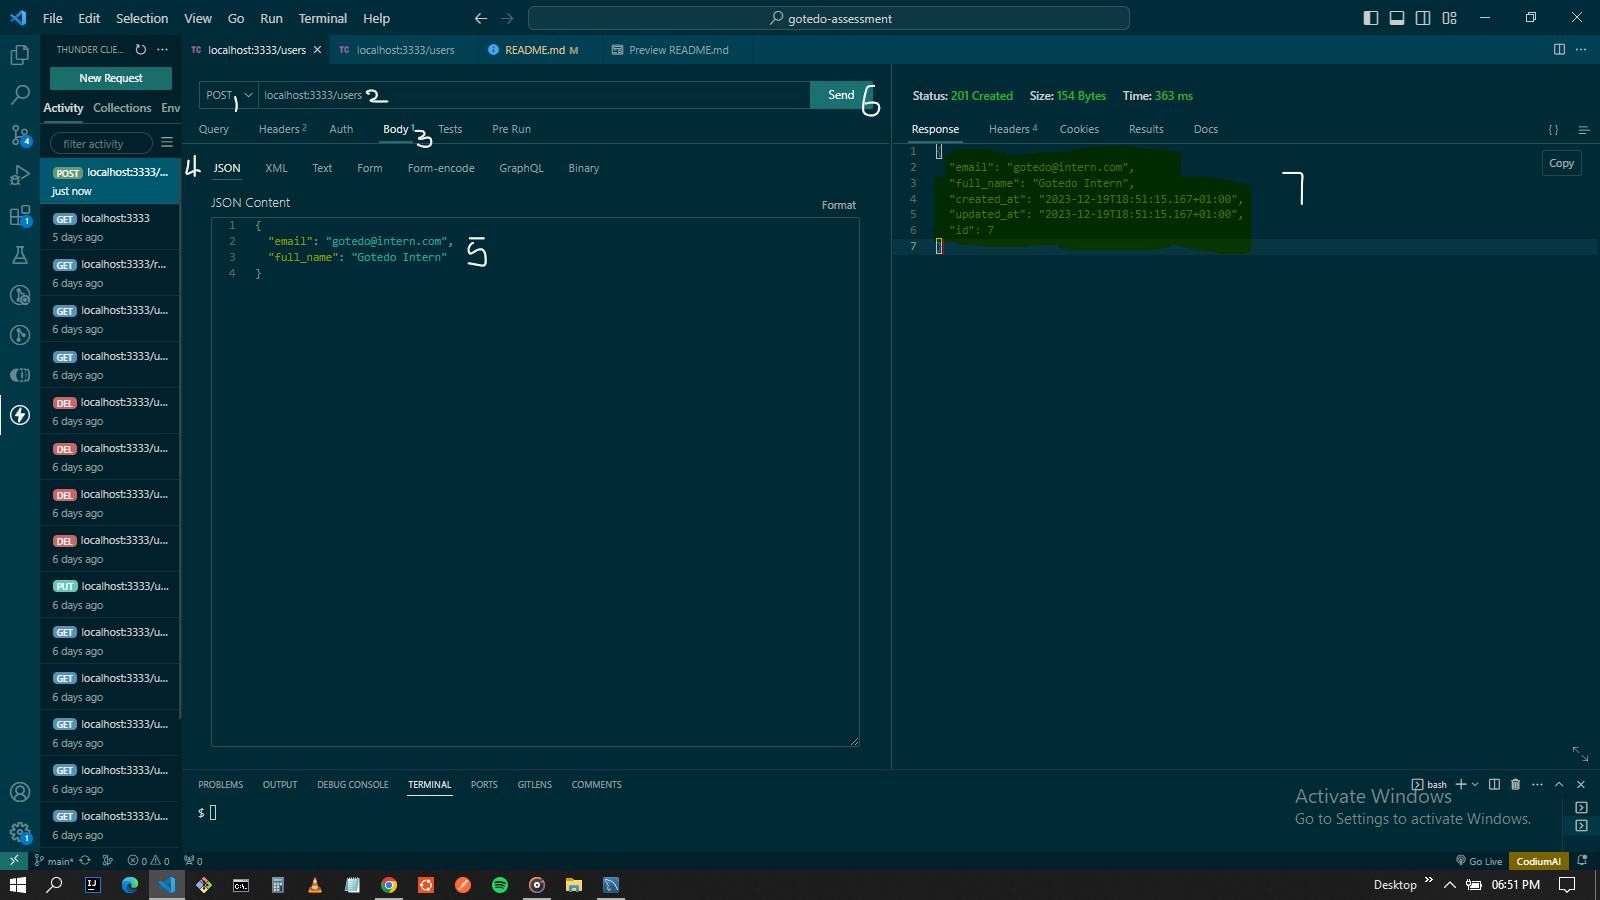 File Edit Selection View Go Run Terminal Help
gotedo-assessment
THUNDER CLIE...
New Request
Activity Collections Env
filter activity
POST localhost:3333/...
just now
GET localhost:3333
5 days ago
GET localhost:3333/r...
6 days ago
GET localhost:3333/u...
6 days ago
GET localhost:3333/u...
6 days ago
DEL localhost:3333/u...
6 days ago
DEL localhost:3333/u...
6 days ago
DEL localhost:3333/u...
6 days ago
DEL localhost:3333/u...
6 days ago
PUT localhost:3333/u...
6 days ago
GET localhost:3333/u...
6 days ago
GET localhost:3333/u...
6 days ago
GET localhost:3333/u...
6 days ago
GET localhost:3333/u...
6 days ago
GET localhost:3333/u...
6 days ago
4
1
1
TC localhost:3333/users
TC localhost:3333/users
README.md M
Preview README.md
POST 1 localhost:3333/users 2 Send 6
Query Headers 2 Auth Body 1 3 Tests Pre Run
4 JSON XML Text Form Form-encode GraphQL Binary
JSON Content
Format
1 {
2 "email": "gotedo@intern.com",
3 "full_name": "Gotedo Intern"
4 }
5
Status: 201 Created Size: 154 Bytes Time: 363 ms
Response Headers 4 Cookies Results Docs
{ }
Copy
1 {
2 "email": "gotedo@intern.com",
3 "full_name": "Gotedo Intern",
4 "created_at": "2023-12-19T18:51:15.167+01:00",
5 "updated_at": "2023-12-19T18:51:15.167+01:00",
6 "id": 7
7 }
7
PROBLEMS OUTPUT DEBUG CONSOLE TERMINAL PORTS GITLENS COMMENTS
bash
$
Activate Windows
Go to Settings to activate Windows.
main* 0 0 0
Go Live CodiumAI
Desktop 06:51 PM